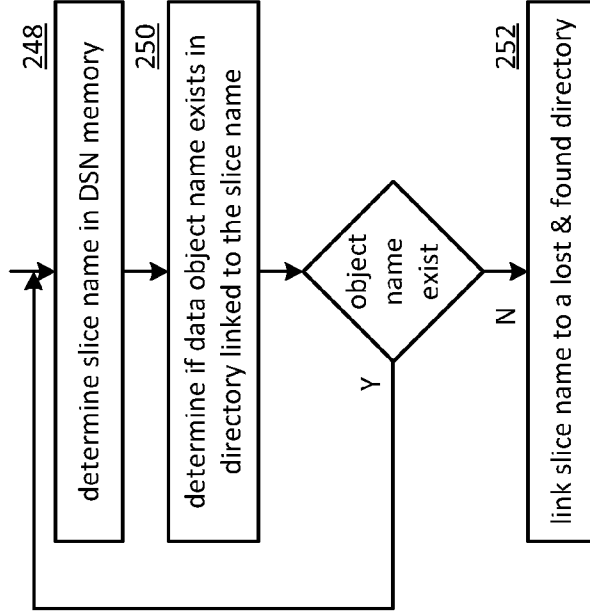 248
determine slice name in DSN memory
250
determine if data object name exists in
directory linked to the slice name
object
name
exist
Y
N
252
link slice name to a lost & found directory